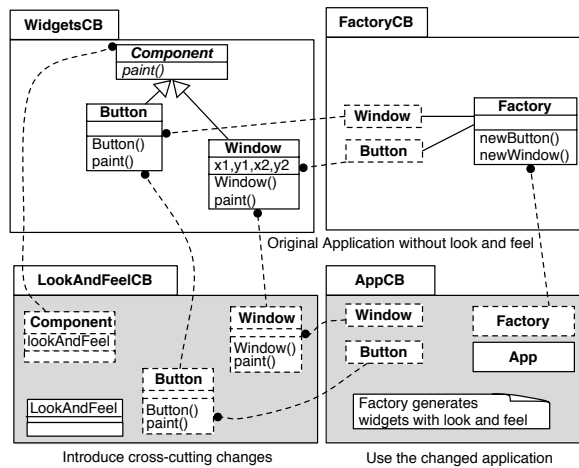 WidgetsCB
Component
paint()
Button
Button()
paint()
Window
x1,y1,x2,y2
Window()
paint()
FactoryCB
Window
Button
Factory
newButton()
newWindow()
Original Application without look and feel
LookAndFeelCB
Component
lookAndFeel
Window
Window()
paint()
Button
Button()
paint()
LookAndFeel
AppCB
Window
Button
Factory
App
Factory generates
widgets with look and feel
Introduce cross-cutting changes
Use the changed application